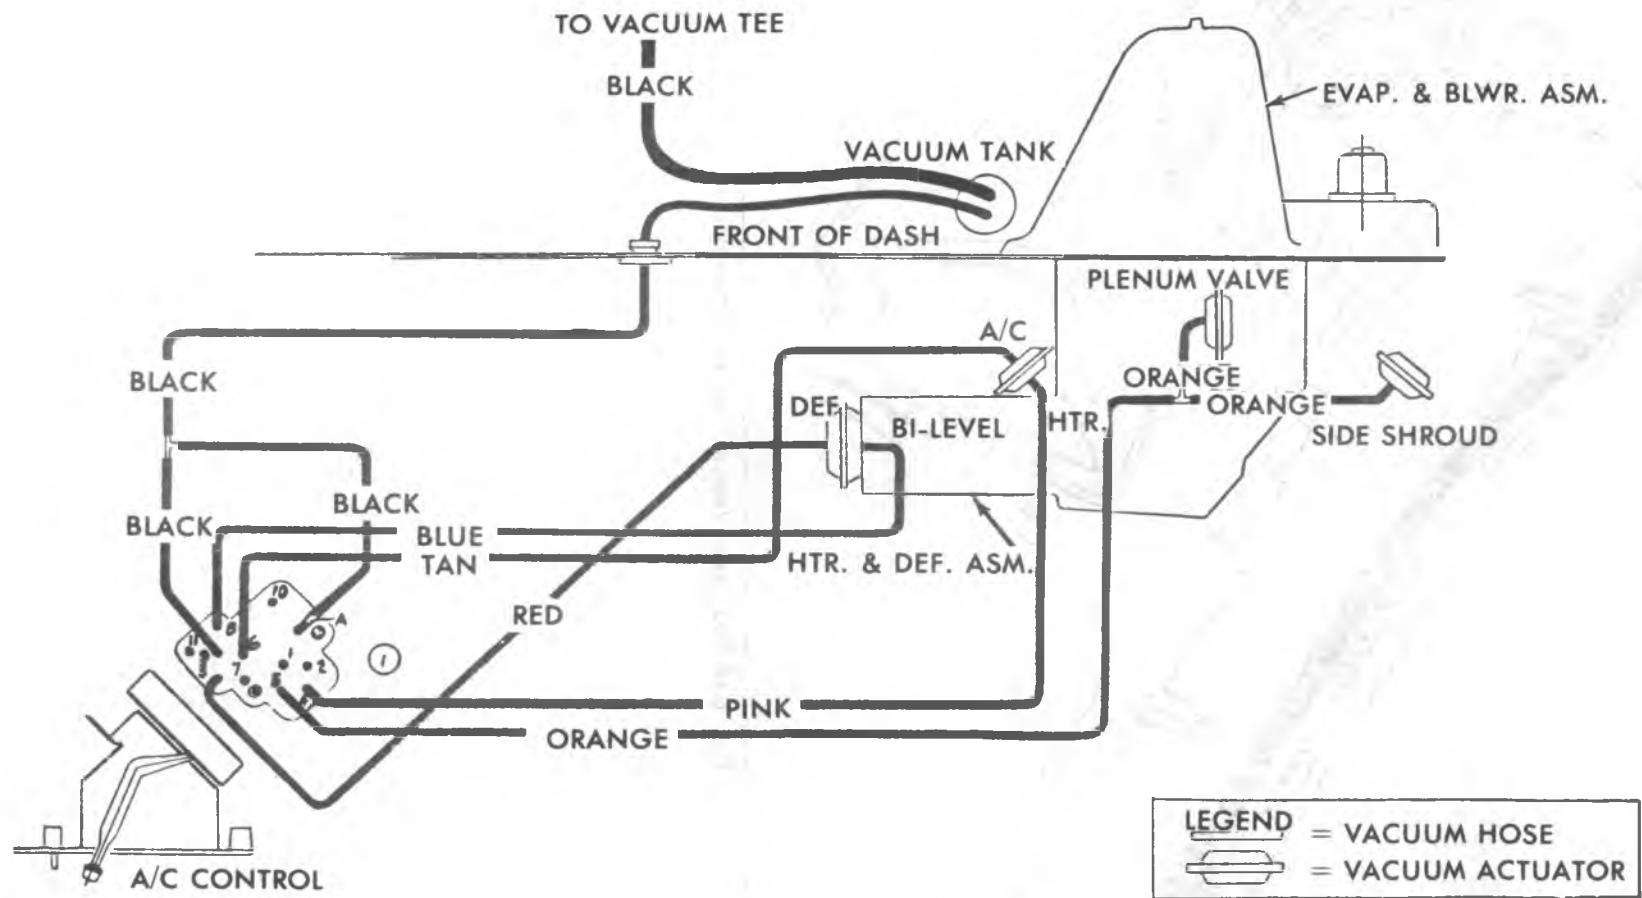 TO VACUUM TEE
BLACK
EVAP. & BLWR. ASM.
VACUUM TANK
FRONT OF DASH
PLENUM VALVE
A/C
BLACK
ORANGE
DEF.
BI-LEVEL
HTR.
ORANGE
SIDE SHROUD
BLACK
BLACK
BLUE
TAN
HTR. & DEF. ASM.
RED
10
A
8
11
1
2
7
1
PINK
ORANGE
A/C CONTROL
LEGEND
= VACUUM HOSE
= VACUUM ACTUATOR